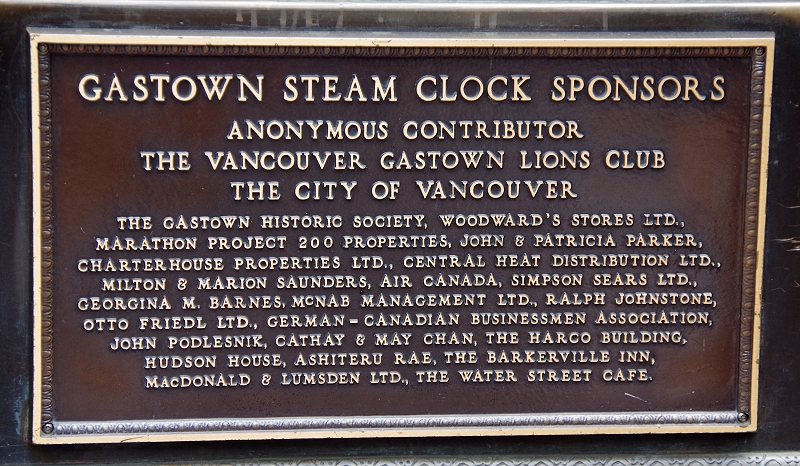 GASTOWN STEAM CLOCK SPONSORS
ANONYMOUS CONTRIBUTOR
THE VANCOUVER GASTOWN LIONS CLUB
THE CITY OF VANCOUVER
THE GASTOWN HISTORIC SOCIETY, WOODWARD'S STORES LTD.,
MARATHON PROJECT 200 PROPERTIES, JOHN & PATRICIA PARKER,
CHARTERHOUSE PROPERTIES LTD., CENTRAL HEAT DISTRIBUTION LTD.,
MILTON & MARION SAUNDERS, AIR CANADA, SIMPSON SEARS LTD.,
GEORGINA M. BARNES, MCNAB MANAGEMENT LTD., RALPH JOHNSTONE,
OTTO FRIEDL LTD., GERMAN=CANADIAN BUSINESSMEN ASSOCIATION,
JOHN PODLESNIK, CATHAY & MAY CHAN, THE HARCO BUILDING,
HUDSON HOUSE, ASHITERU RAE, THE BARKERVILLE INN,
MACDONALD & LUMSDEN LTD., THE WATER STREET CAFE.